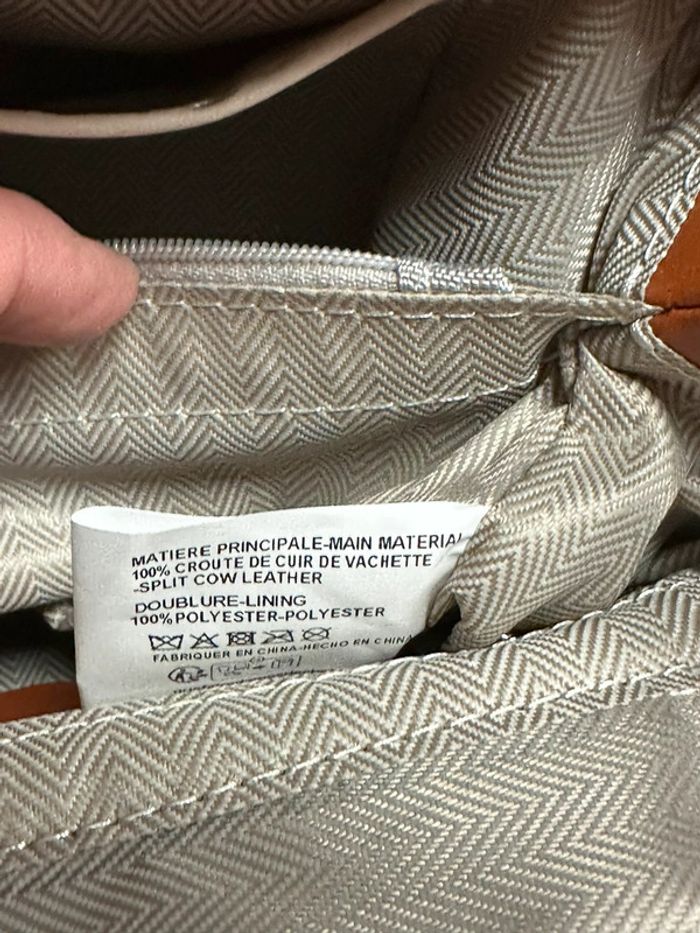 MATIERE PRINCIPALE-MAIN MATERIAL
100% CROUTE DE CUIR DE VACHETTE
-SPLIT COW LEATHER
DOUBLURE-LINING
100%POLYESTER-POLYESTER
FABRIQUER EN CHINA-HECHO EN CHINA